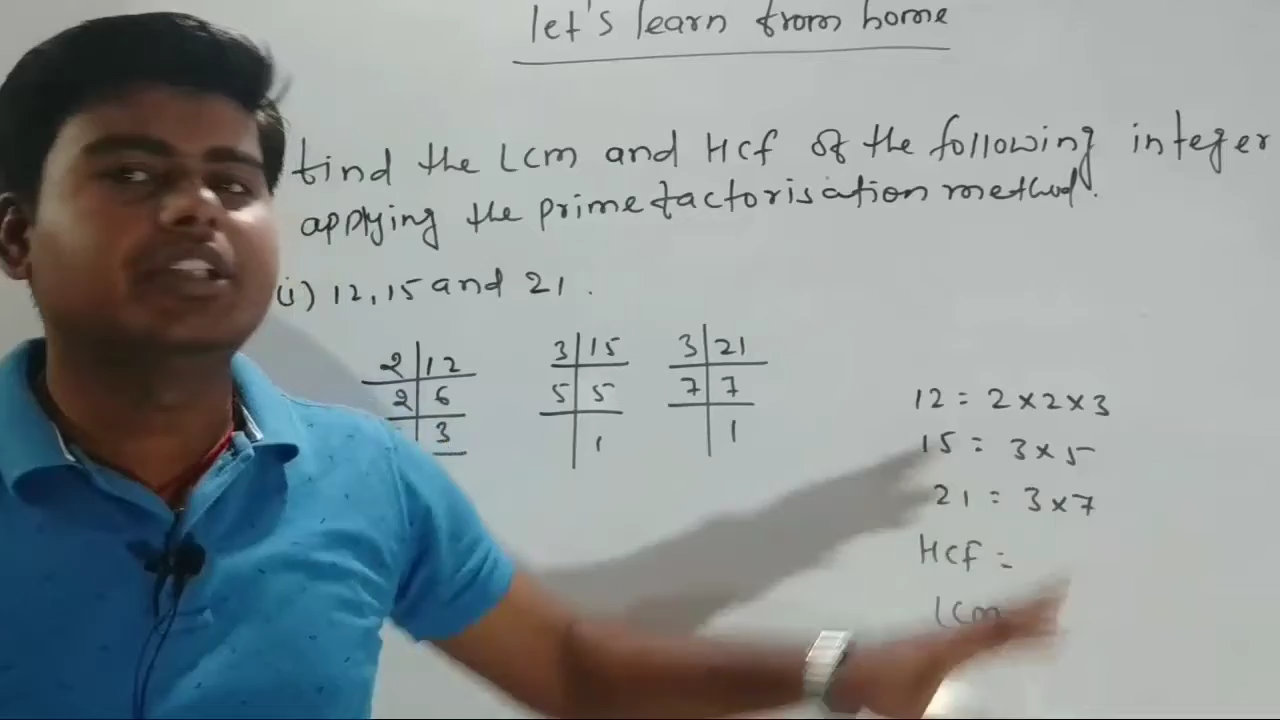 let's learn from home
find the LCM and HCf of the following integer
applying the prime factorisation method.
(i) 12, 15 and 21.
2 | 12
2 | 6
3
3 | 15
5 | 5
1
3 | 21
7 | 7
1
12 = 2×2×3
15 = 3×5
21 = 3×7
HCf =
LCm